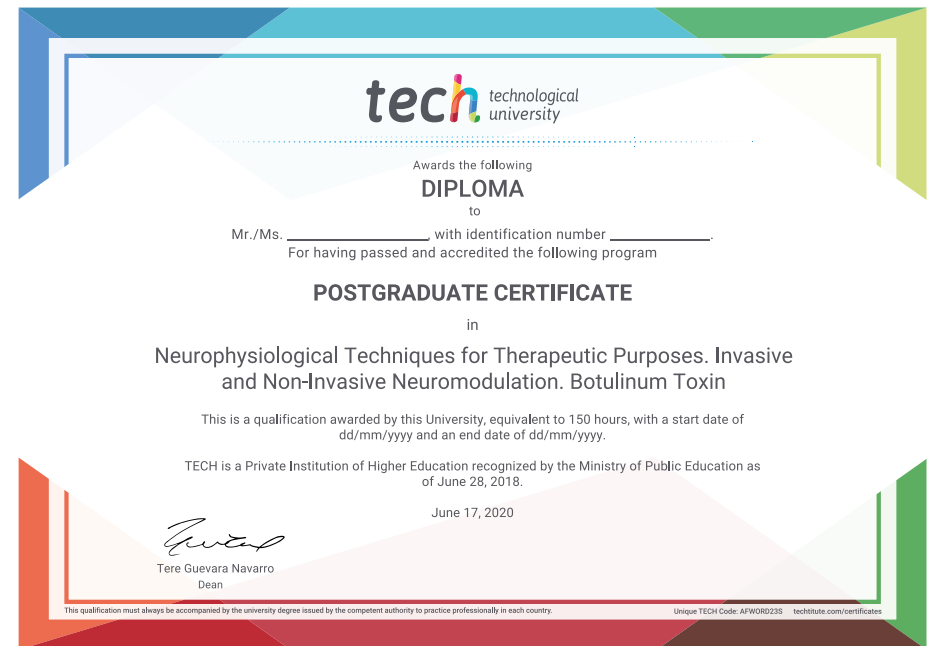 tech technological
university
Awards the following
DIPLOMA
to
Mr./Ms. ____________, with identification number ____________.
For having passed and accredited the following program
POSTGRADUATE CERTIFICATE
in
Neurophysiological Techniques for Therapeutic Purposes. Invasive
and Non-Invasive Neuromodulation. Botulinum Toxin
This is a qualification awarded by this University, equivalent to 150 hours, with a start date of
dd/mm/yyyy and an end date of dd/mm/yyyy.
TECH is a Private Institution of Higher Education recognized by the Ministry of Public Education as
of June 28, 2018.
June 17, 2020
Tere Guevara Navarro
Dean
This qualification must always be accompanied by the university degree issued by the competent authority to practice professionally in each country.
Unique TECH Code: AFWORD23S techtitute.com/certificates